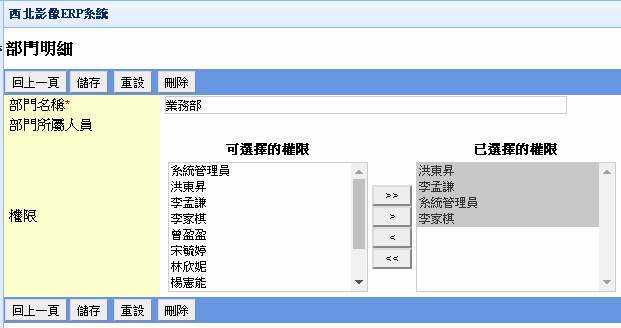 西北影像ERP系統
部門明細
回上一頁 儲存 重設 刪除
部門名稱* 業務部
部門所屬人員
可選擇的權限 已選擇的權限
權限
系統管理員
洪東昇
李孟謙
李家棋
曾盈盈
宋毓婷
林欣妮
楊憲能
>>
>
<
<<
洪東昇
李孟謙
系統管理員
李家棋
回上一頁 儲存 重設 刪除